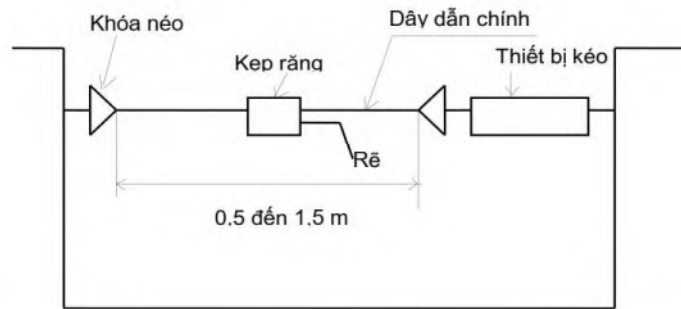 Khóa néo
Dây dẫn chính
Kẹp răng
Thiết bị kéo
Rẽ
0,5 đến 1,5 m